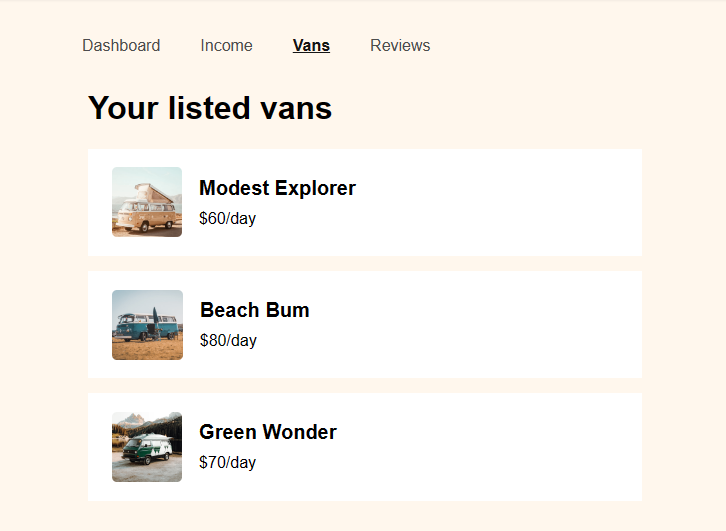 Dashboard Income Vans Reviews
Your listed vans
Modest Explorer
$60/day
Beach Bum
$80/day
Green Wonder
$70/day